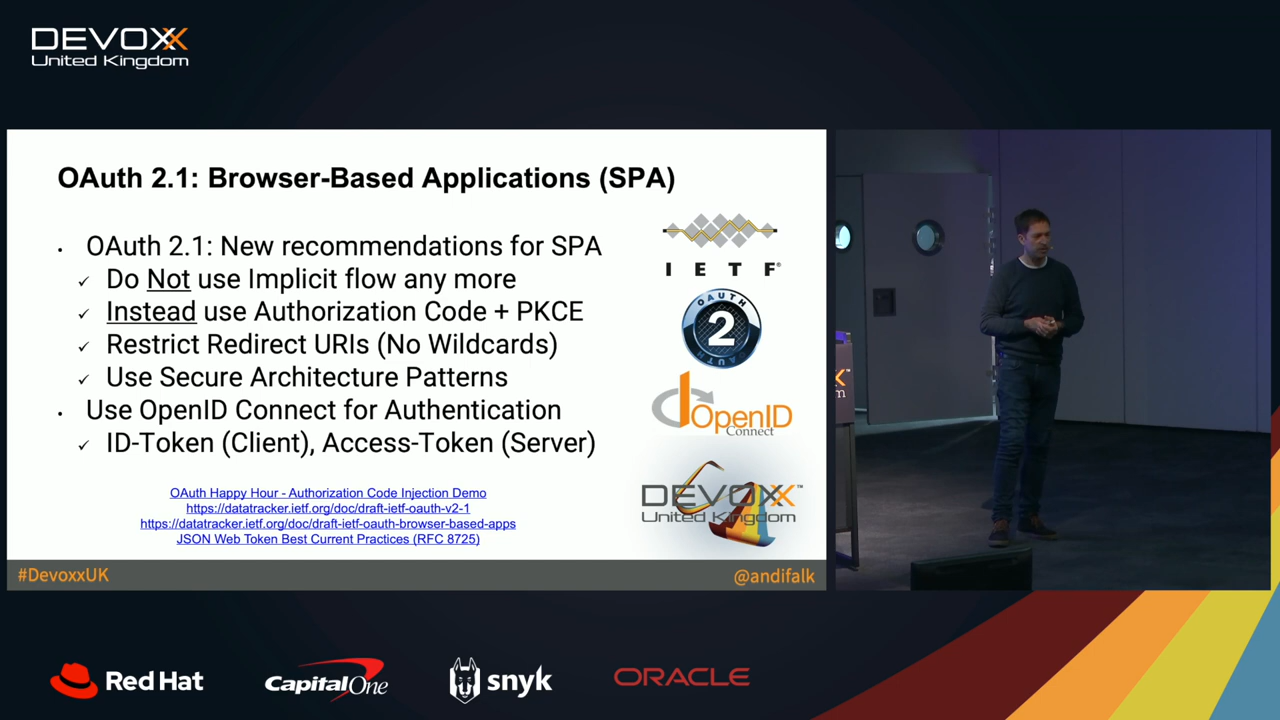 DEVOXX
United Kingdom
OAuth 2.1: Browser-Based Applications (SPA)
• OAuth 2.1: New recommendations for SPA
✓ Do Not use Implicit flow any more
✓ Instead use Authorization Code + PKCE
✓ Restrict Redirect URIs (No Wildcards)
✓ Use Secure Architecture Patterns
• Use OpenID Connect for Authentication
✓ ID-Token (Client), Access-Token (Server)
OAuth Happy Hour - Authorization Code Injection Demo
https://datatracker.ietf.org/doc/draft-ietf-oauth-v2-1
https://datatracker.ietf.org/doc/draft-ietf-oauth-browser-based-apps
JSON Web Token Best Current Practices (RFC 8725)
I E T F®
OAUTH
2
OAUTH
OpenID
Connect
DEVOXX™
United Kingdom
#DevoxxUK
@andifalk
Red Hat
Capital One
snyk
ORACLE